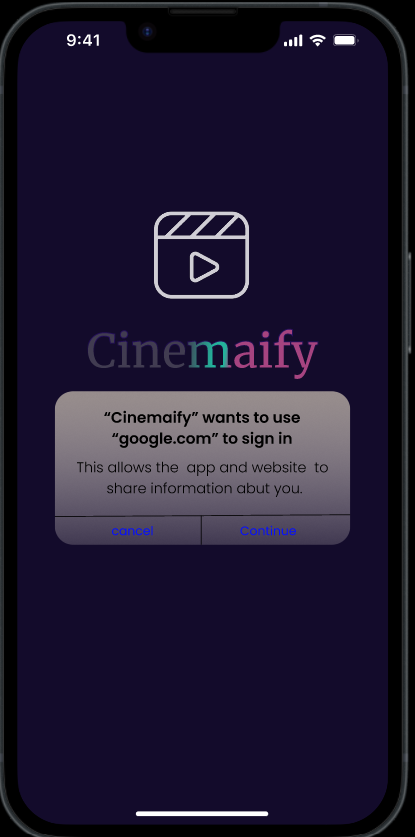 9:41
Cinemaify
“Cinemaify” wants to use
“google.com” to sign in
This allows the app and website to
share information abut you.
cancel Continue